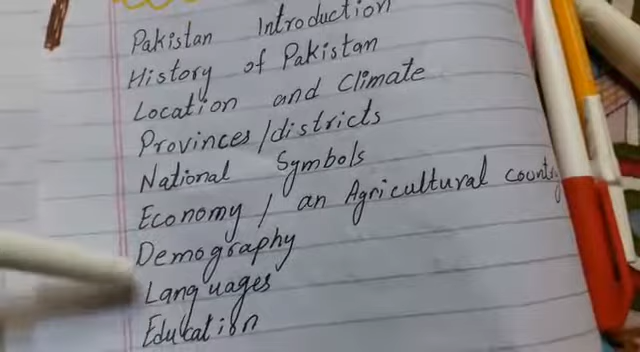 Pakistan Introduction
History of Pakistan
Location and Climate
Provinces/districts
National Symbols
Economy / an Agricultural
Demography
Languages
Education